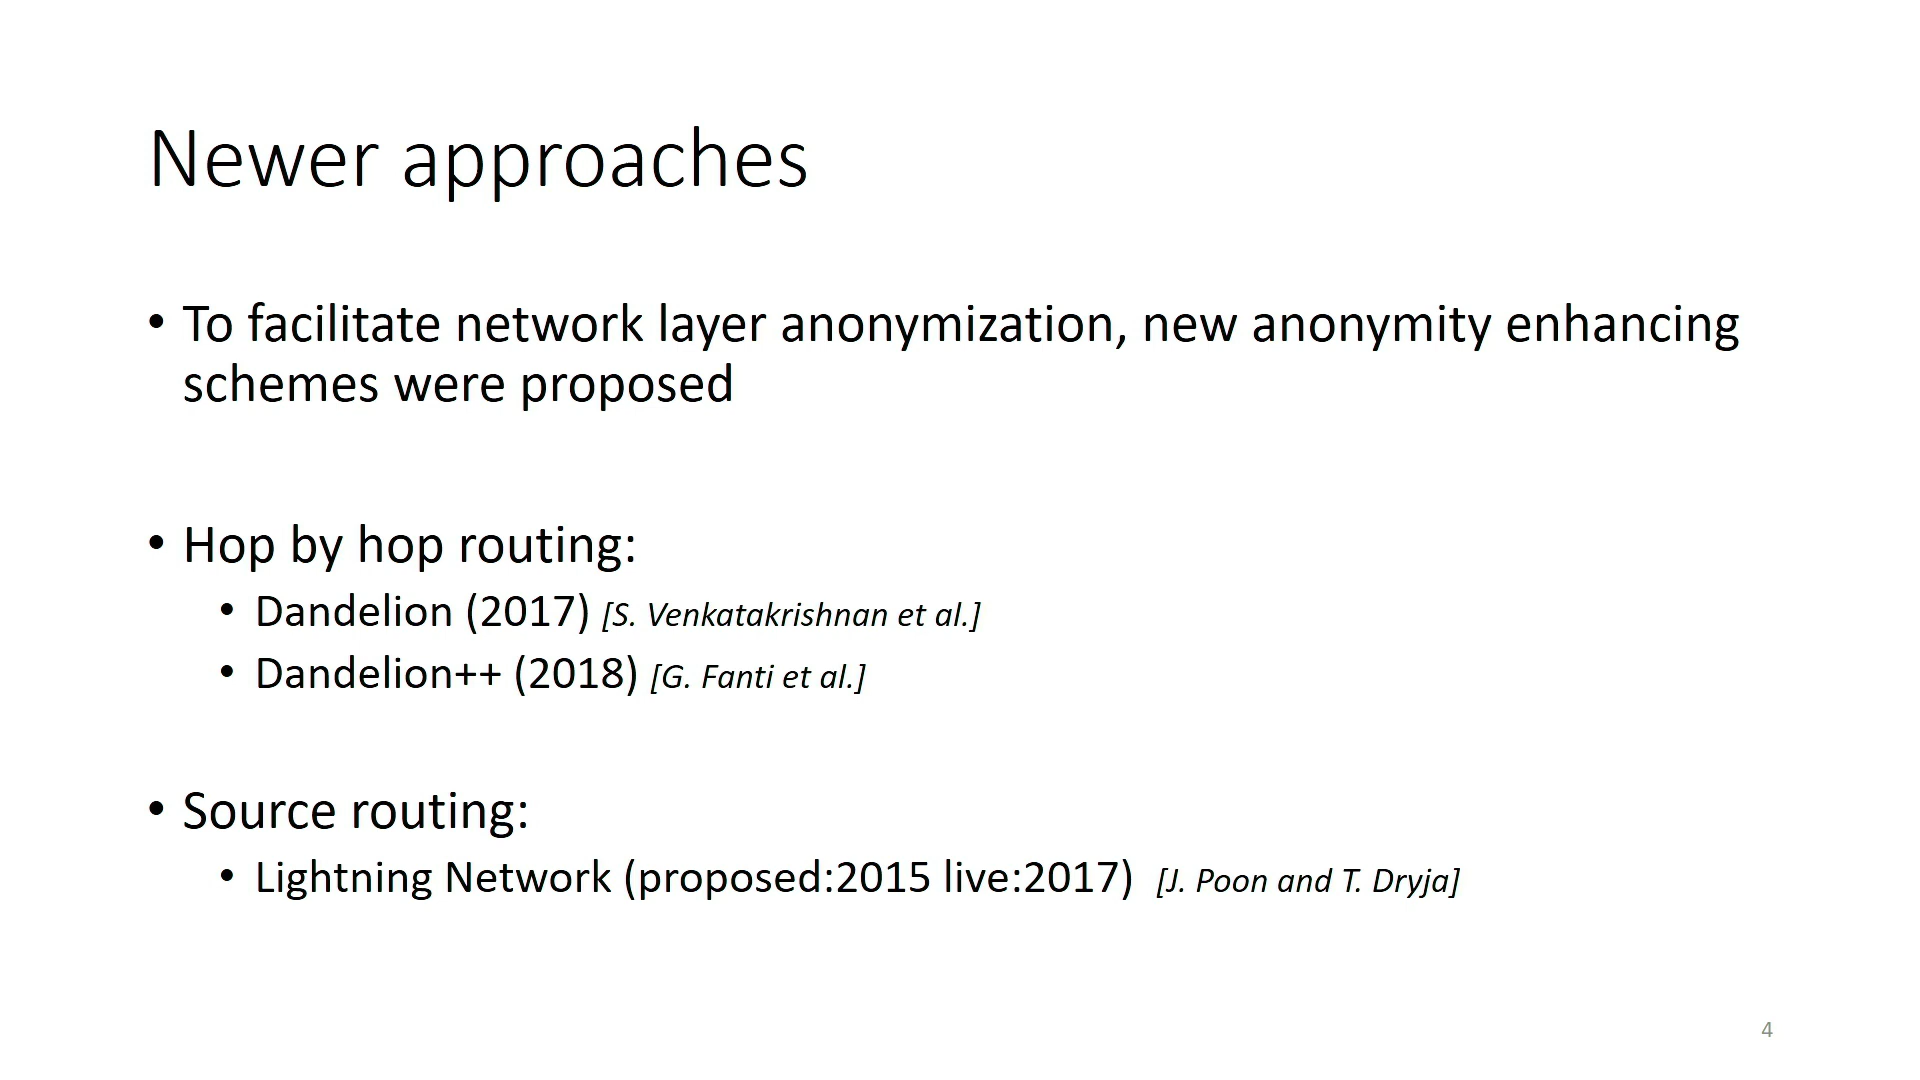 Newer approaches
• To facilitate network layer anonymization, new anonymity enhancing
schemes were proposed
• Hop by hop routing:
• Dandelion (2017) [S. Venkatakrishnan et al.]
• Dandelion++ (2018) [G. Fanti et al.]
• Source routing:
• Lightning Network (proposed:2015 live:2017) [J. Poon and T. Dryja]
4